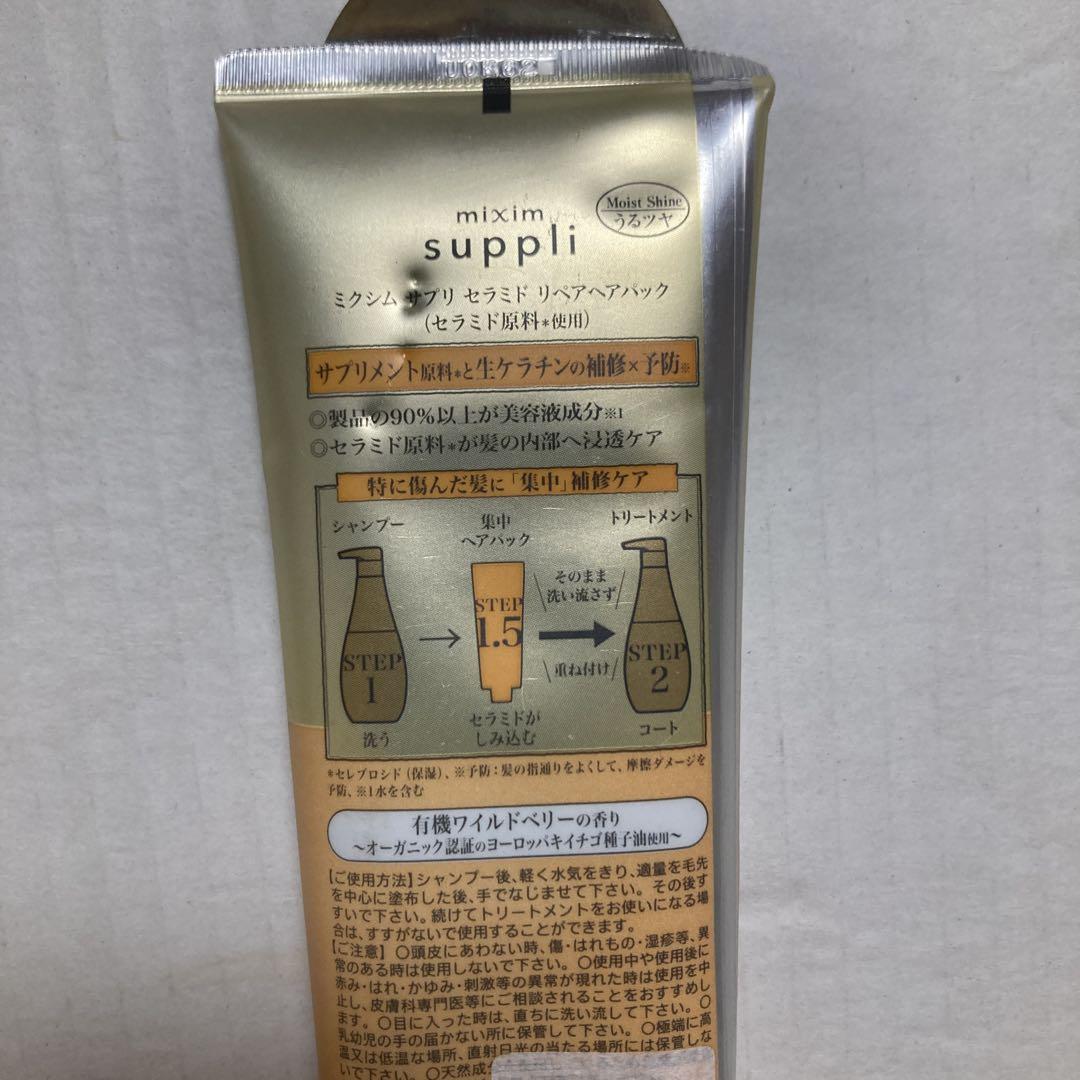 Moist Shine
うるツヤ
mixim
suppli
ミクシム サプリ セラミド リペアヘアパック
(セラミド原料*使用)
サプリメント原料*と生ケラチンの補修×予防※
◎製品の90%以上が美容液成分※1
◎セラミド原料*が髪の内部へ浸透ケア
特に傷んだ髪に「集中」補修ケア
シャンプー
集中
ヘアパック
トリートメント
STEP
1
STEP
1.5
そのまま
洗い流さず
重ね付け
STEP
2
洗う
セラミドが
しみ込む
コート
*セレブロシド(保湿)、※予防:髪の指通りをよくして、摩擦ダメージを
予防、※1水を含む
有機ワイルドベリーの香り
~オーガニック認証のヨーロッパキイチゴ種子油使用~
【ご使用方法】シャンプー後、軽く水気をきり、適量を毛先
を中心に塗布した後、手でなじませて下さい。その後す
すいで下さい。続けてトリートメントをお使いになる場
合は、すすがないで使用することができます。
【ご注意】○頭皮にあわない時、傷・はれもの・湿疹等、異
常のある時は使用しないで下さい。○使用中や使用後に
赤み・はれ・かゆみ・刺激等の異常が現れた時は使用を中
止し、皮膚科専門医等にご相談されることをおすすめし
ます。○目に入った時は、直ちに洗い流して下さい。○
乳幼児の手の届かない所に保管して下さい。○極端に高
温又は低温な場所、直射日光の当たる場所には保管しな
いで下さい。○天然成